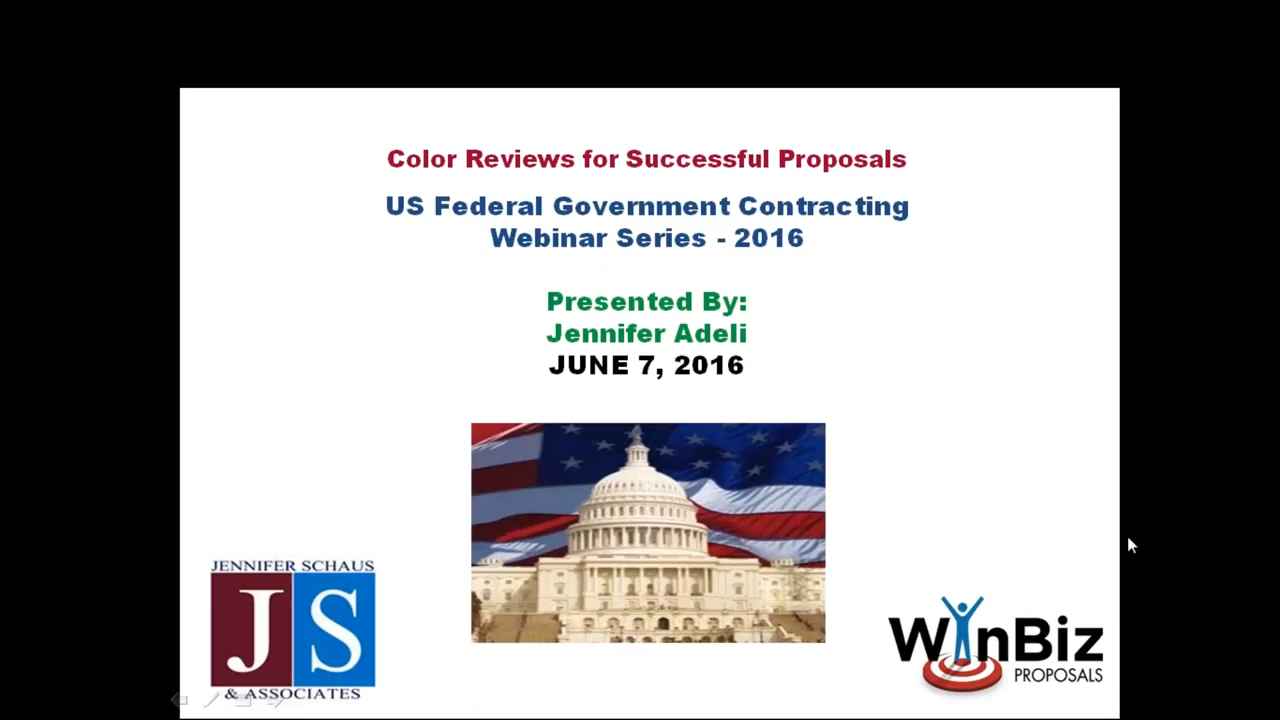 Color Reviews for Successful Proposals
US Federal Government Contracting
Webinar Series - 2016
Presented By:
Jennifer Adeli
JUNE 7, 2016
JENNIFER SCHAUS
JS
& ASSOCIATES
WinBiz
PROPOSALS